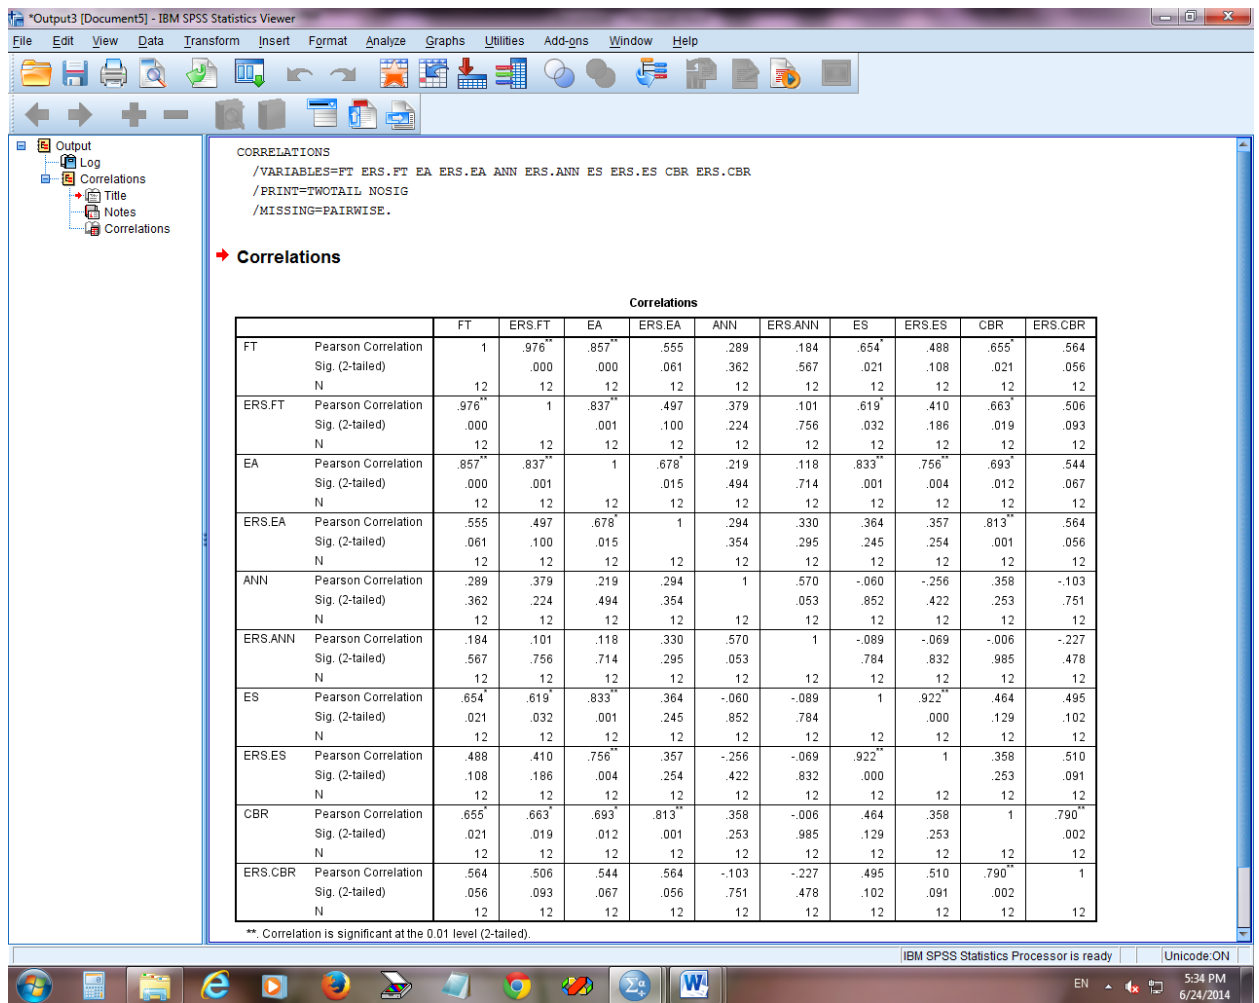 *Output3 [Document5] - IBM SPSS Statistics Viewer
File Edit View Data Transform Insert Format Analyze Graphs Utilities Add-ons Window Help
Output
Log
Correlations
Title
Notes
Correlations
CORRELATIONS
/VARIABLES=FT ERS.FT EA ERS.EA ANN ERS.ANN ES ERS.ES CBR ERS.CBR
/PRINT=TWOTAIL NOSIG
/MISSING=PAIRWISE.
Correlations
Correlations
FT ERS.FT EA ERS.EA ANN ERS.ANN ES ERS.ES CBR ERS.CBR
FT Pearson Correlation 1 .976** .857** .555 .289 .184 .654* .488 .655* .564
Sig. (2-tailed) .000 .000 .061 .362 .567 .021 .108 .021 .056
N 12 12 12 12 12 12 12 12 12 12
ERS.FT Pearson Correlation .976** 1 .837** .497 .379 .101 .619* .410 .663* .506
Sig. (2-tailed) .000 .001 .100 .224 .756 .032 .186 .019 .093
N 12 12 12 12 12 12 12 12 12 12
EA Pearson Correlation .857** .837** 1 .678* .219 .118 .833** .756** .693* .544
Sig. (2-tailed) .000 .001 .015 .494 .714 .001 .004 .012 .067
N 12 12 12 12 12 12 12 12 12 12
ERS.EA Pearson Correlation .555 .497 .678* 1 .294 .330 .364 .357 .813** .564
Sig. (2-tailed) .061 .100 .015 .354 .295 .245 .254 .001 .056
N 12 12 12 12 12 12 12 12 12 12
ANN Pearson Correlation .289 .379 .219 .294 1 .570 -.060 -.256 .358 -.103
Sig. (2-tailed) .362 .224 .494 .354 .053 .852 .422 .253 .751
N 12 12 12 12 12 12 12 12 12 12
ERS.ANN Pearson Correlation .184 .101 .118 .330 .570 1 -.089 -.069 -.006 -.227
Sig. (2-tailed) .567 .756 .714 .295 .053 .784 .832 .985 .478
N 12 12 12 12 12 12 12 12 12 12
ES Pearson Correlation .654* .619* .833** .364 -.060 -.089 1 .922** .464 .495
Sig. (2-tailed) .021 .032 .001 .245 .852 .784 .000 .129 .102
N 12 12 12 12 12 12 12 12 12 12
ERS.ES Pearson Correlation .488 .410 .756** .357 -.256 -.069 .922** 1 .358 .510
Sig. (2-tailed) .108 .186 .004 .254 .422 .832 .000 .253 .091
N 12 12 12 12 12 12 12 12 12 12
CBR Pearson Correlation .655* .663* .693* .813** .358 -.006 .464 .358 1 .790**
Sig. (2-tailed) .021 .019 .012 .001 .253 .985 .129 .253 .002
N 12 12 12 12 12 12 12 12 12 12
ERS.CBR Pearson Correlation .564 .506 .544 .564 -.103 -.227 .495 .510 .790** 1
Sig. (2-tailed) .056 .093 .067 .056 .751 .478 .102 .091 .002
N 12 12 12 12 12 12 12 12 12 12
**. Correlation is significant at the 0.01 level (2-tailed).
IBM SPSS Statistics Processor is ready Unicode:ON
EN 5:34 PM
6/24/2014